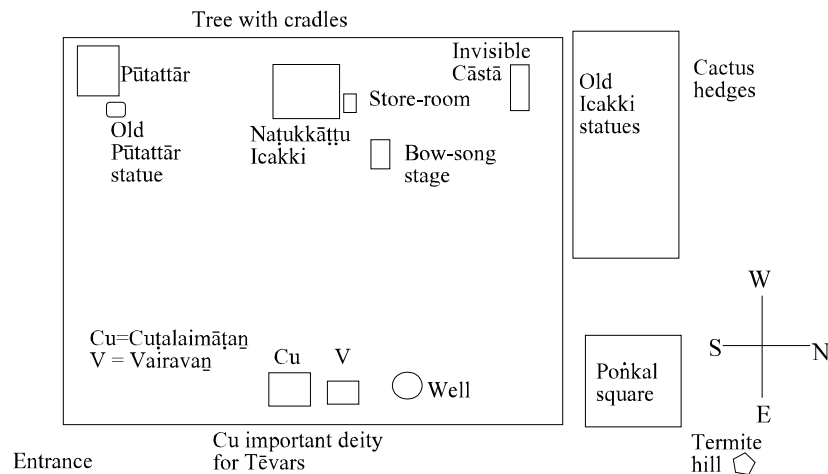 Tree with cradles
Pūtattār
Old
Pūtattār
statue
Naṭukkāṭṭu
Icakki
Store-room
Invisible
Cāstā
Bow-song
stage
Old
Icakki
statues
Cactus
hedges
Cu=Cuṭalaimāṭaṉ
V = Vairavaṉ
Cu
V
Well
Poṅkal
square
W
S
N
E
Entrance
Cu important deity
for Tēvars
Termite
hill